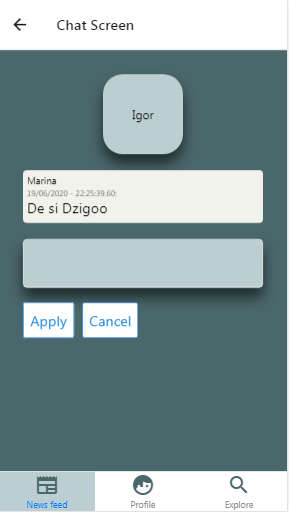 Chat Screen
Igor
Marina
19/06/2020 - 22:25:39.60:
De si Dzigoo
Apply Cancel
News feed Profile Explore